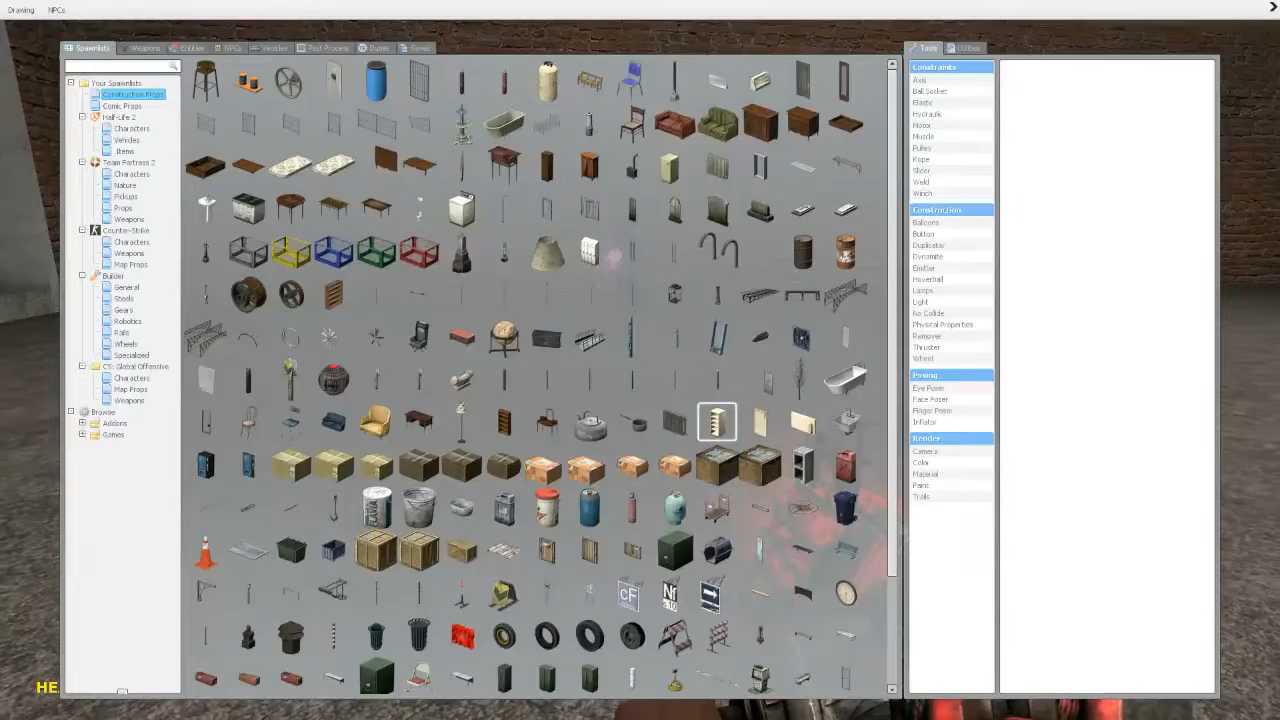 Drawing NPCs
Spawnlists Weapons Entities NPCs Vehicles Post Process Dupes Saves
Tools Utilities
Your Spawnlists
Construction Props
Comic Props
Half-Life 2
Characters
Vehicles
Items
Team Fortress 2
Characters
Nature
Pickups
Props
Weapons
Counter-Strike
Characters
Weapons
Map Props
Builder
General
Steels
Gears
Robotics
Rails
Wheels
Specialized
CS: Global Offensive
Characters
Map Props
Weapons
Browse
Addons
Games
Constraints
Axis
Ball Socket
Elastic
Hydraulic
Motor
Muscle
Pulley
Rope
Slider
Weld
Winch
Construction
Balloons
Button
Duplicator
Dynamite
Emitter
Hoverball
Lamps
Light
No Collide
Physical Properties
Remover
Thruster
Wheel
Posing
Eye Poser
Face Poser
Finger Poser
Inflator
Render
Camera
Color
Material
Paint
Trails
cF
Nf
HE